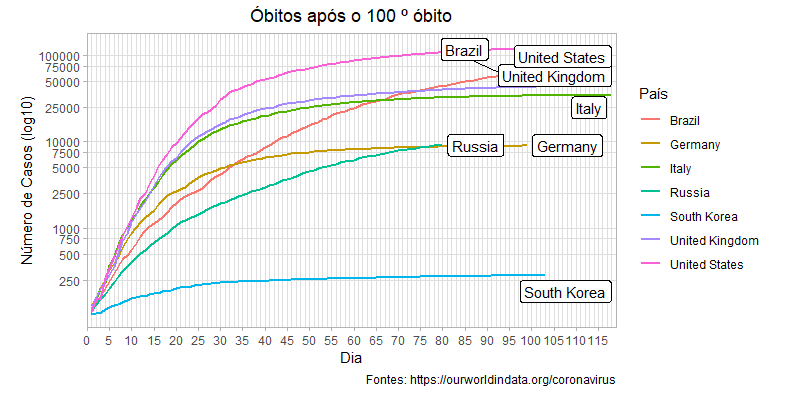 Óbitos após o 100 º óbito
Número de Casos (log10)
100000
75000
50000
25000
10000
7500
5000
2500
1000
750
500
250
Brazil
United States
United Kingdom
Italy
Russia
Germany
South Korea
0 5 10 15 20 25 30 35 40 45 50 55 60 65 70 75 80 85 90 95 100 105 110 115
Dia
País
Brazil
Germany
Italy
Russia
South Korea
United Kingdom
United States
Fontes: https://ourworldindata.org/coronavirus